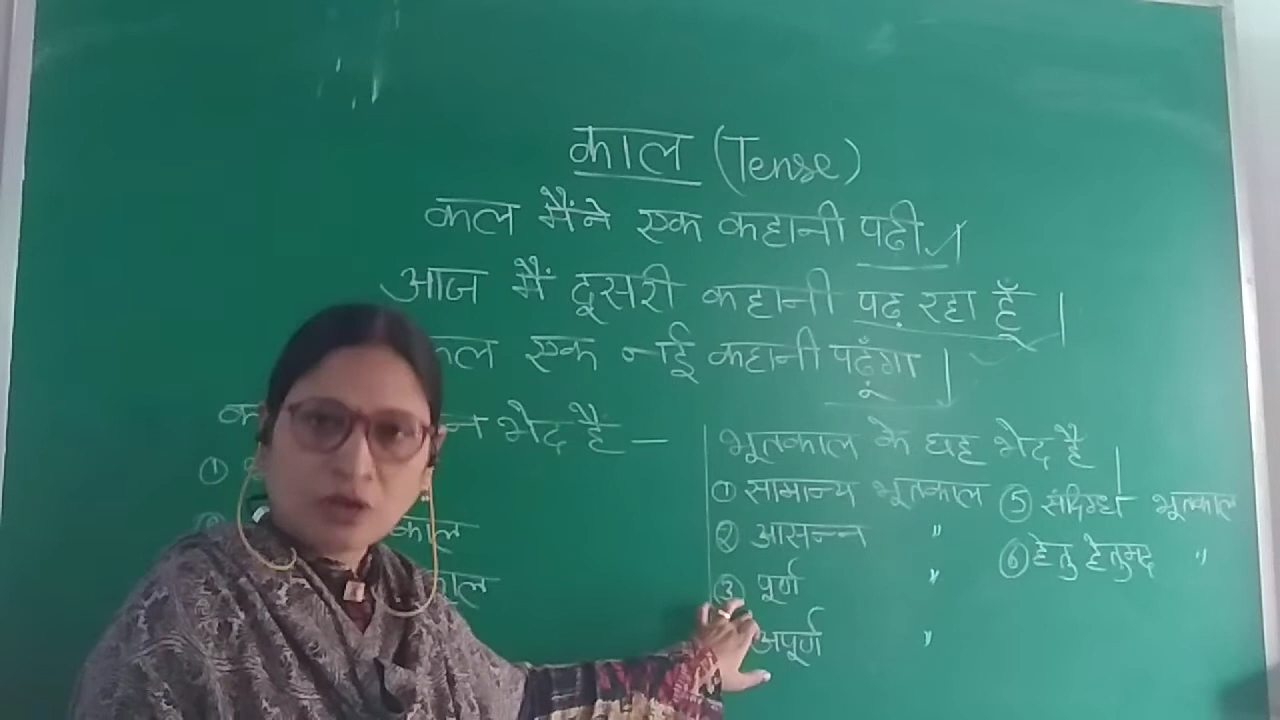 काल (Tense)
कल मैंने एक कहानी पढी।
आज मैं दूसरी कहानी पढ़ रहा हूँ।
एक नई कहानी पढ़ूंगा।
भेद हैं —
①
काल
भूतकाल के छह भेद है।
① सामान्य भूतकाल
② आसन्न "
③ पूर्ण "
अपूर्ण "
⑤ संदिग्ध भूतकाल
⑥ हेतु हेतुमद "